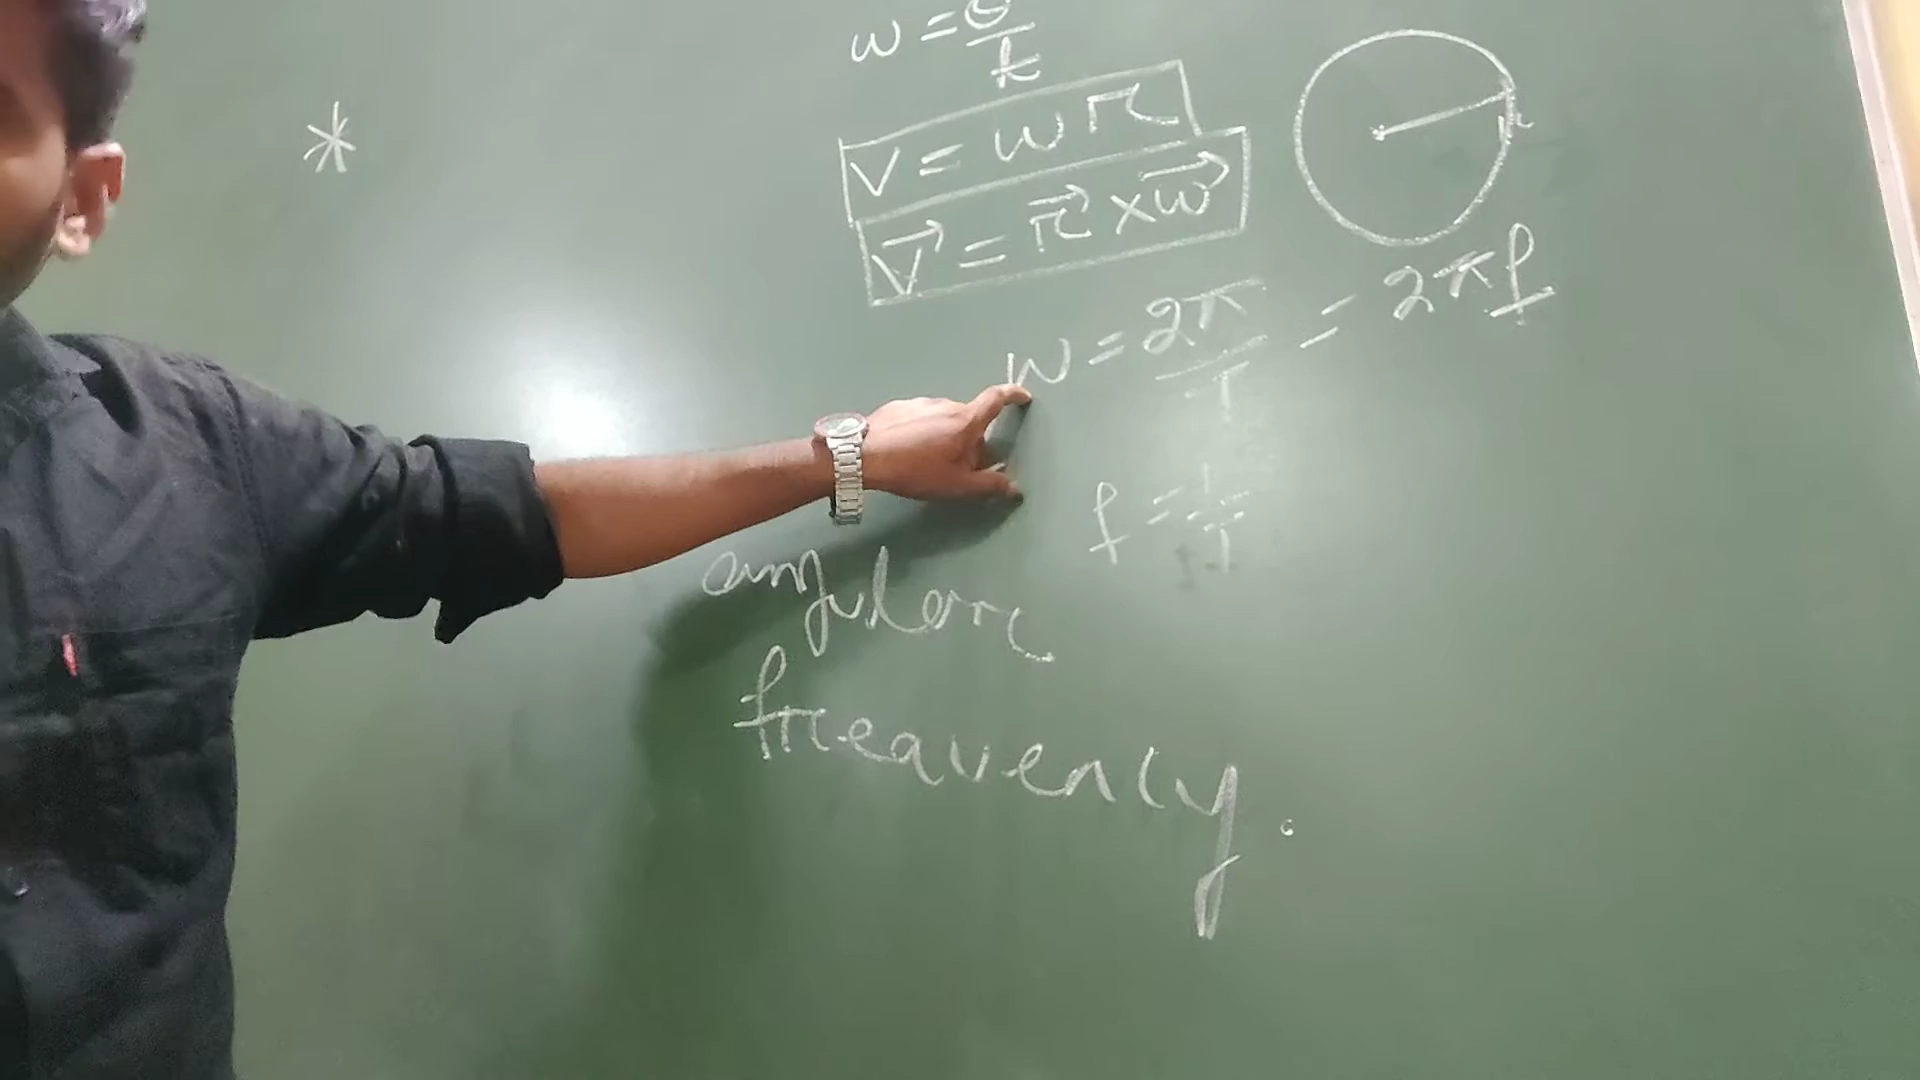 *
ω = θ/t
v = ωr
r
v⃗ = r⃗ × ω⃗
ω = 2π/T = 2πf
f = 1/T
angular
frequency.